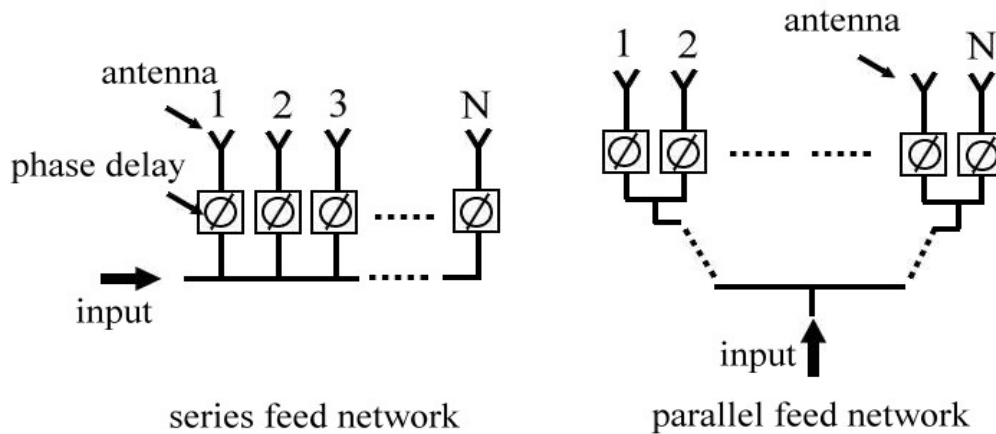 antenna
1 2 3 N
phase delay
input
series feed network
antenna
1 2 N
input
parallel feed network